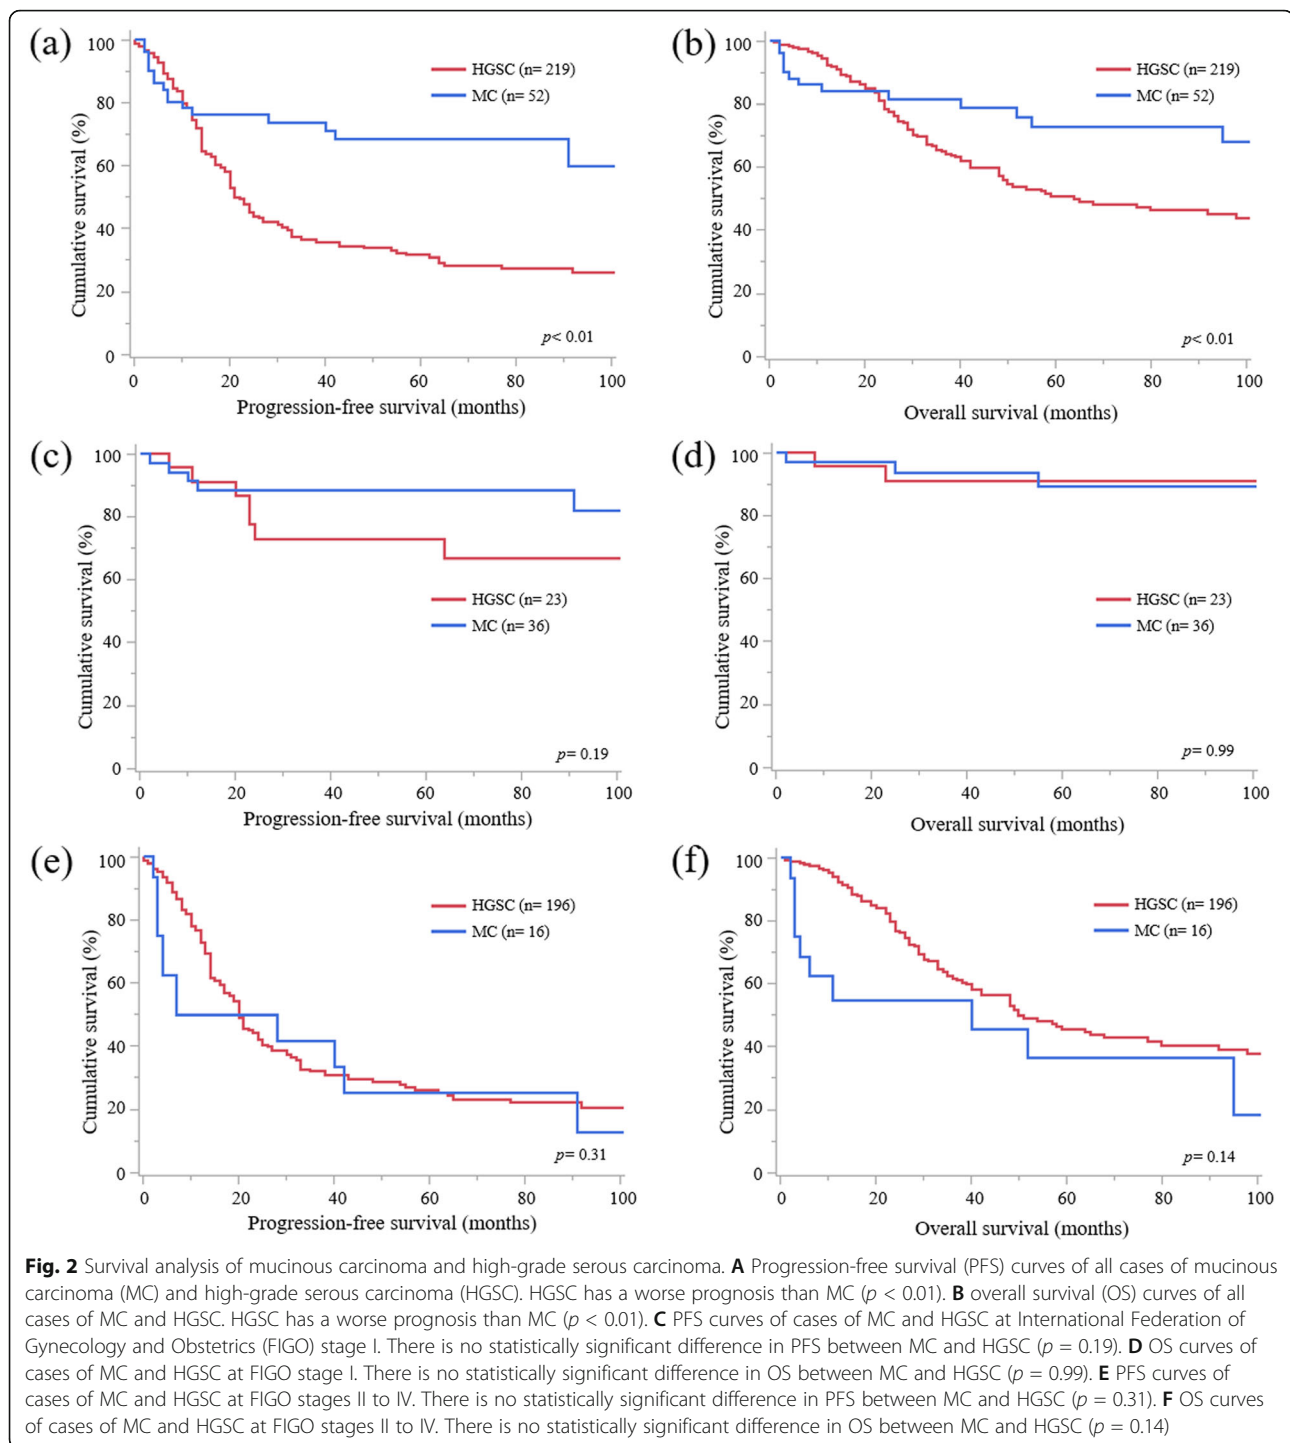 (a)
100
80
60
40
20
0
Cumulative survival (%)
HGSC (n= 219)
MC (n= 52)
p< 0.01
0 20 40 60 80 100
Progression-free survival (months)
(b)
100
80
60
40
20
0
Cumulative survival (%)
HGSC (n= 219)
MC (n= 52)
p< 0.01
0 20 40 60 80 100
Overall survival (months)
(c)
100
80
60
40
20
0
Cumulative survival (%)
HGSC (n= 23)
MC (n= 36)
p= 0.19
0 20 40 60 80 100
Progression-free survival (months)
(d)
100
80
60
40
20
0
Cumulative survival (%)
HGSC (n= 23)
MC (n= 36)
p= 0.99
0 20 40 60 80 100
Overall survival (months)
(e)
100
80
60
40
20
0
Cumulative survival (%)
HGSC (n= 196)
MC (n= 16)
p= 0.31
0 20 40 60 80 100
Progression-free survival (months)
(f)
100
80
60
40
20
0
Cumulative survival (%)
HGSC (n= 196)
MC (n= 16)
p= 0.14
0 20 40 60 80 100
Overall survival (months)
Fig. 2 Survival analysis of mucinous carcinoma and high-grade serous carcinoma. A Progression-free survival (PFS) curves of all cases of mucinous
carcinoma (MC) and high-grade serous carcinoma (HGSC). HGSC has a worse prognosis than MC (p < 0.01). B overall survival (OS) curves of all
cases of MC and HGSC. HGSC has a worse prognosis than MC (p < 0.01). C PFS curves of cases of MC and HGSC at International Federation of
Gynecology and Obstetrics (FIGO) stage I. There is no statistically significant difference in PFS between MC and HGSC (p = 0.19). D OS curves of
cases of MC and HGSC at FIGO stage I. There is no statistically significant difference in OS between MC and HGSC (p = 0.99). E PFS curves of
cases of MC and HGSC at FIGO stages II to IV. There is no statistically significant difference in PFS between MC and HGSC (p = 0.31). F OS curves
of cases of MC and HGSC at FIGO stages II to IV. There is no statistically significant difference in OS between MC and HGSC (p = 0.14)